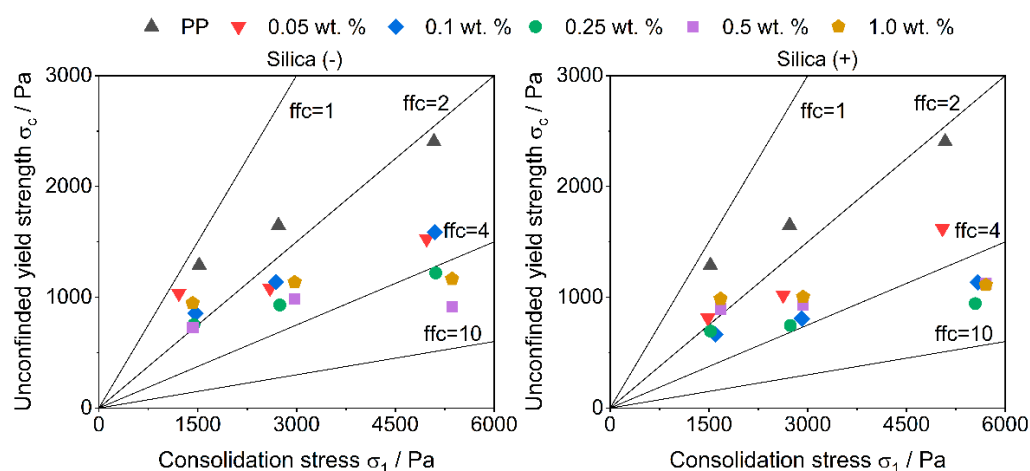 PP 0.05 wt. % 0.1 wt. % 0.25 wt. % 0.5 wt. % 1.0 wt. %
Silica (-)
3000
2000
1000
0
0 1500 3000 4500 6000
ffc=1
ffc=2
ffc=4
ffc=10
Unconfined yield strength σc / Pa
Consolidation stress σ1 / Pa
Silica (+)
3000
2000
1000
0
0 1500 3000 4500 6000
ffc=1
ffc=2
ffc=4
ffc=10
Unconfined yield strength σc / Pa
Consolidation stress σ1 / Pa